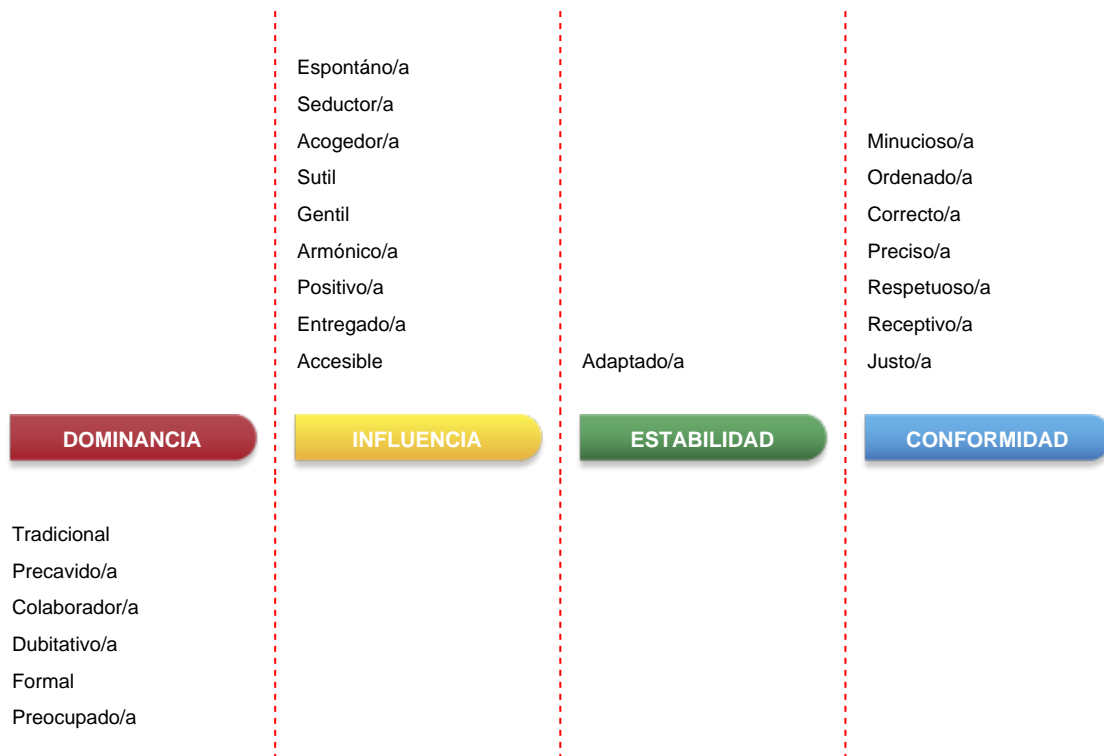 Espontáno/a
Seductor/a
Acogedor/a
Sutil
Gentil
Armónico/a
Positivo/a
Entregado/a
Accesible
Adaptado/a
Minucioso/a
Ordenado/a
Correcto/a
Preciso/a
Respetuoso/a
Receptivo/a
Justo/a
DOMINANCIA
INFLUENCIA
ESTABILIDAD
CONFORMIDAD
Tradicional
Precavido/a
Colaborador/a
Dubitativo/a
Formal
Preocupado/a